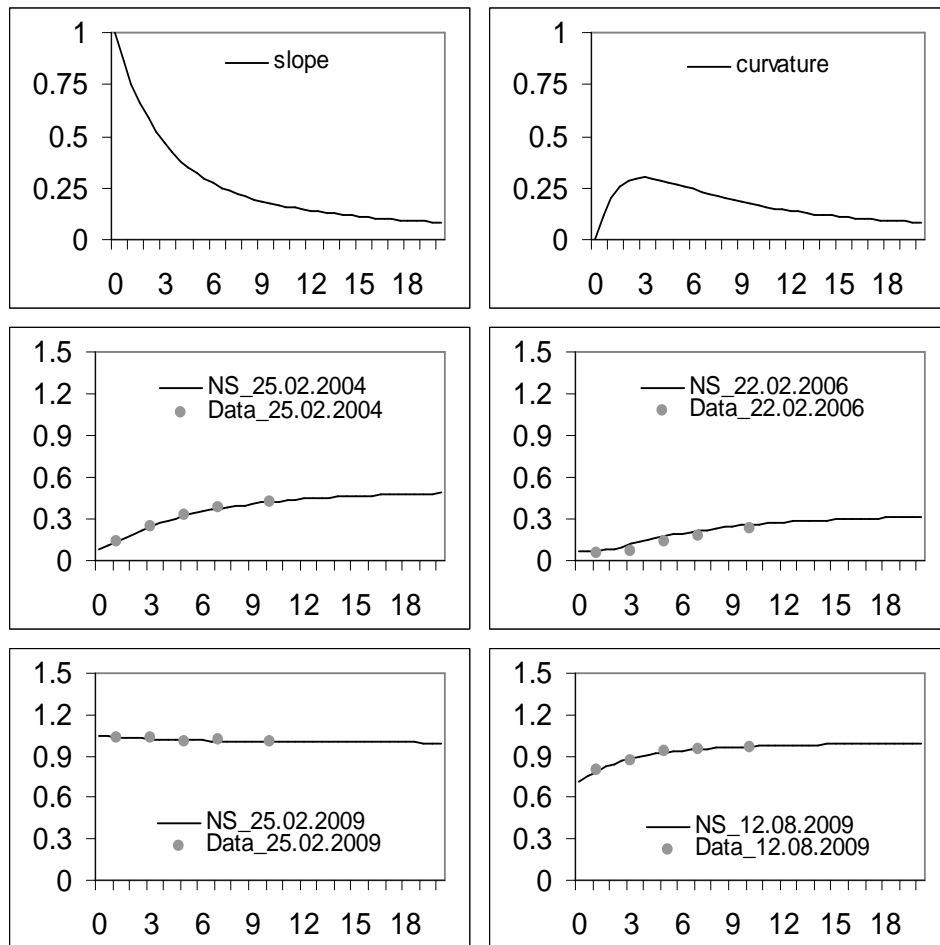 1
0.75
0.5
0.25
0
0 3 6 9 12 15 18
slope
1
0.75
0.5
0.25
0
0 3 6 9 12 15 18
curvature
1.5
1.2
0.9
0.6
0.3
0
0 3 6 9 12 15 18
NS_25.02.2004
Data_25.02.2004
1.5
1.2
0.9
0.6
0.3
0
0 3 6 9 12 15 18
NS_22.02.2006
Data_22.02.2006
1.5
1.2
0.9
0.6
0.3
0
0 3 6 9 12 15 18
NS_25.02.2009
Data_25.02.2009
1.5
1.2
0.9
0.6
0.3
0
0 3 6 9 12 15 18
NS_12.08.2009
Data_12.08.2009